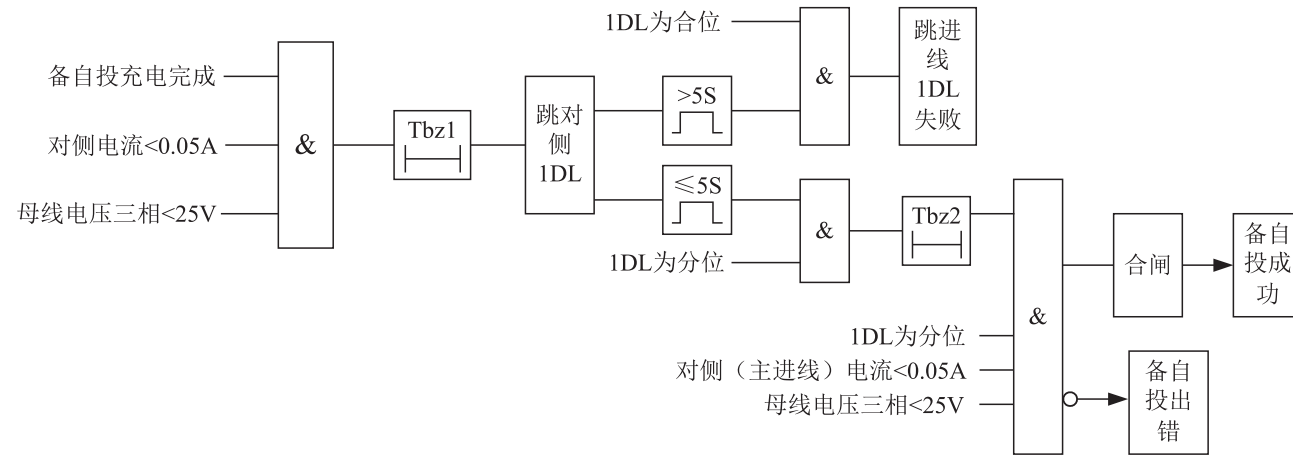 备自投充电完成
对侧电流<0.05A
母线电压三相<25V
&
Tbz1
跳对
侧
1DL
>5S
≤5S
1DL为合位
&
跳进
线
1DL
失败
1DL为分位
&
Tbz2
1DL为分位
对侧（主进线）电流<0.05A
母线电压三相<25V
&
合闸
备自
投成
功
备自
投出
错